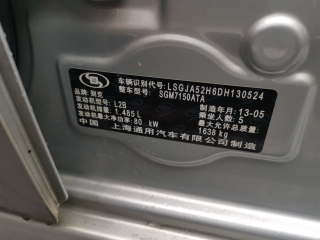 车辆识别代号: LSGJA52H6DH130524
整车型号: SGM7150ATA
品牌: 别克 制造年月: 13-05
发动机型号: L2B 乘坐人数: 5
发动机排量: 1.485 L 最大允许总质量:
发动机最大净功率: 80 kW 1638 kg
中国 上海通用汽车有限公司制造